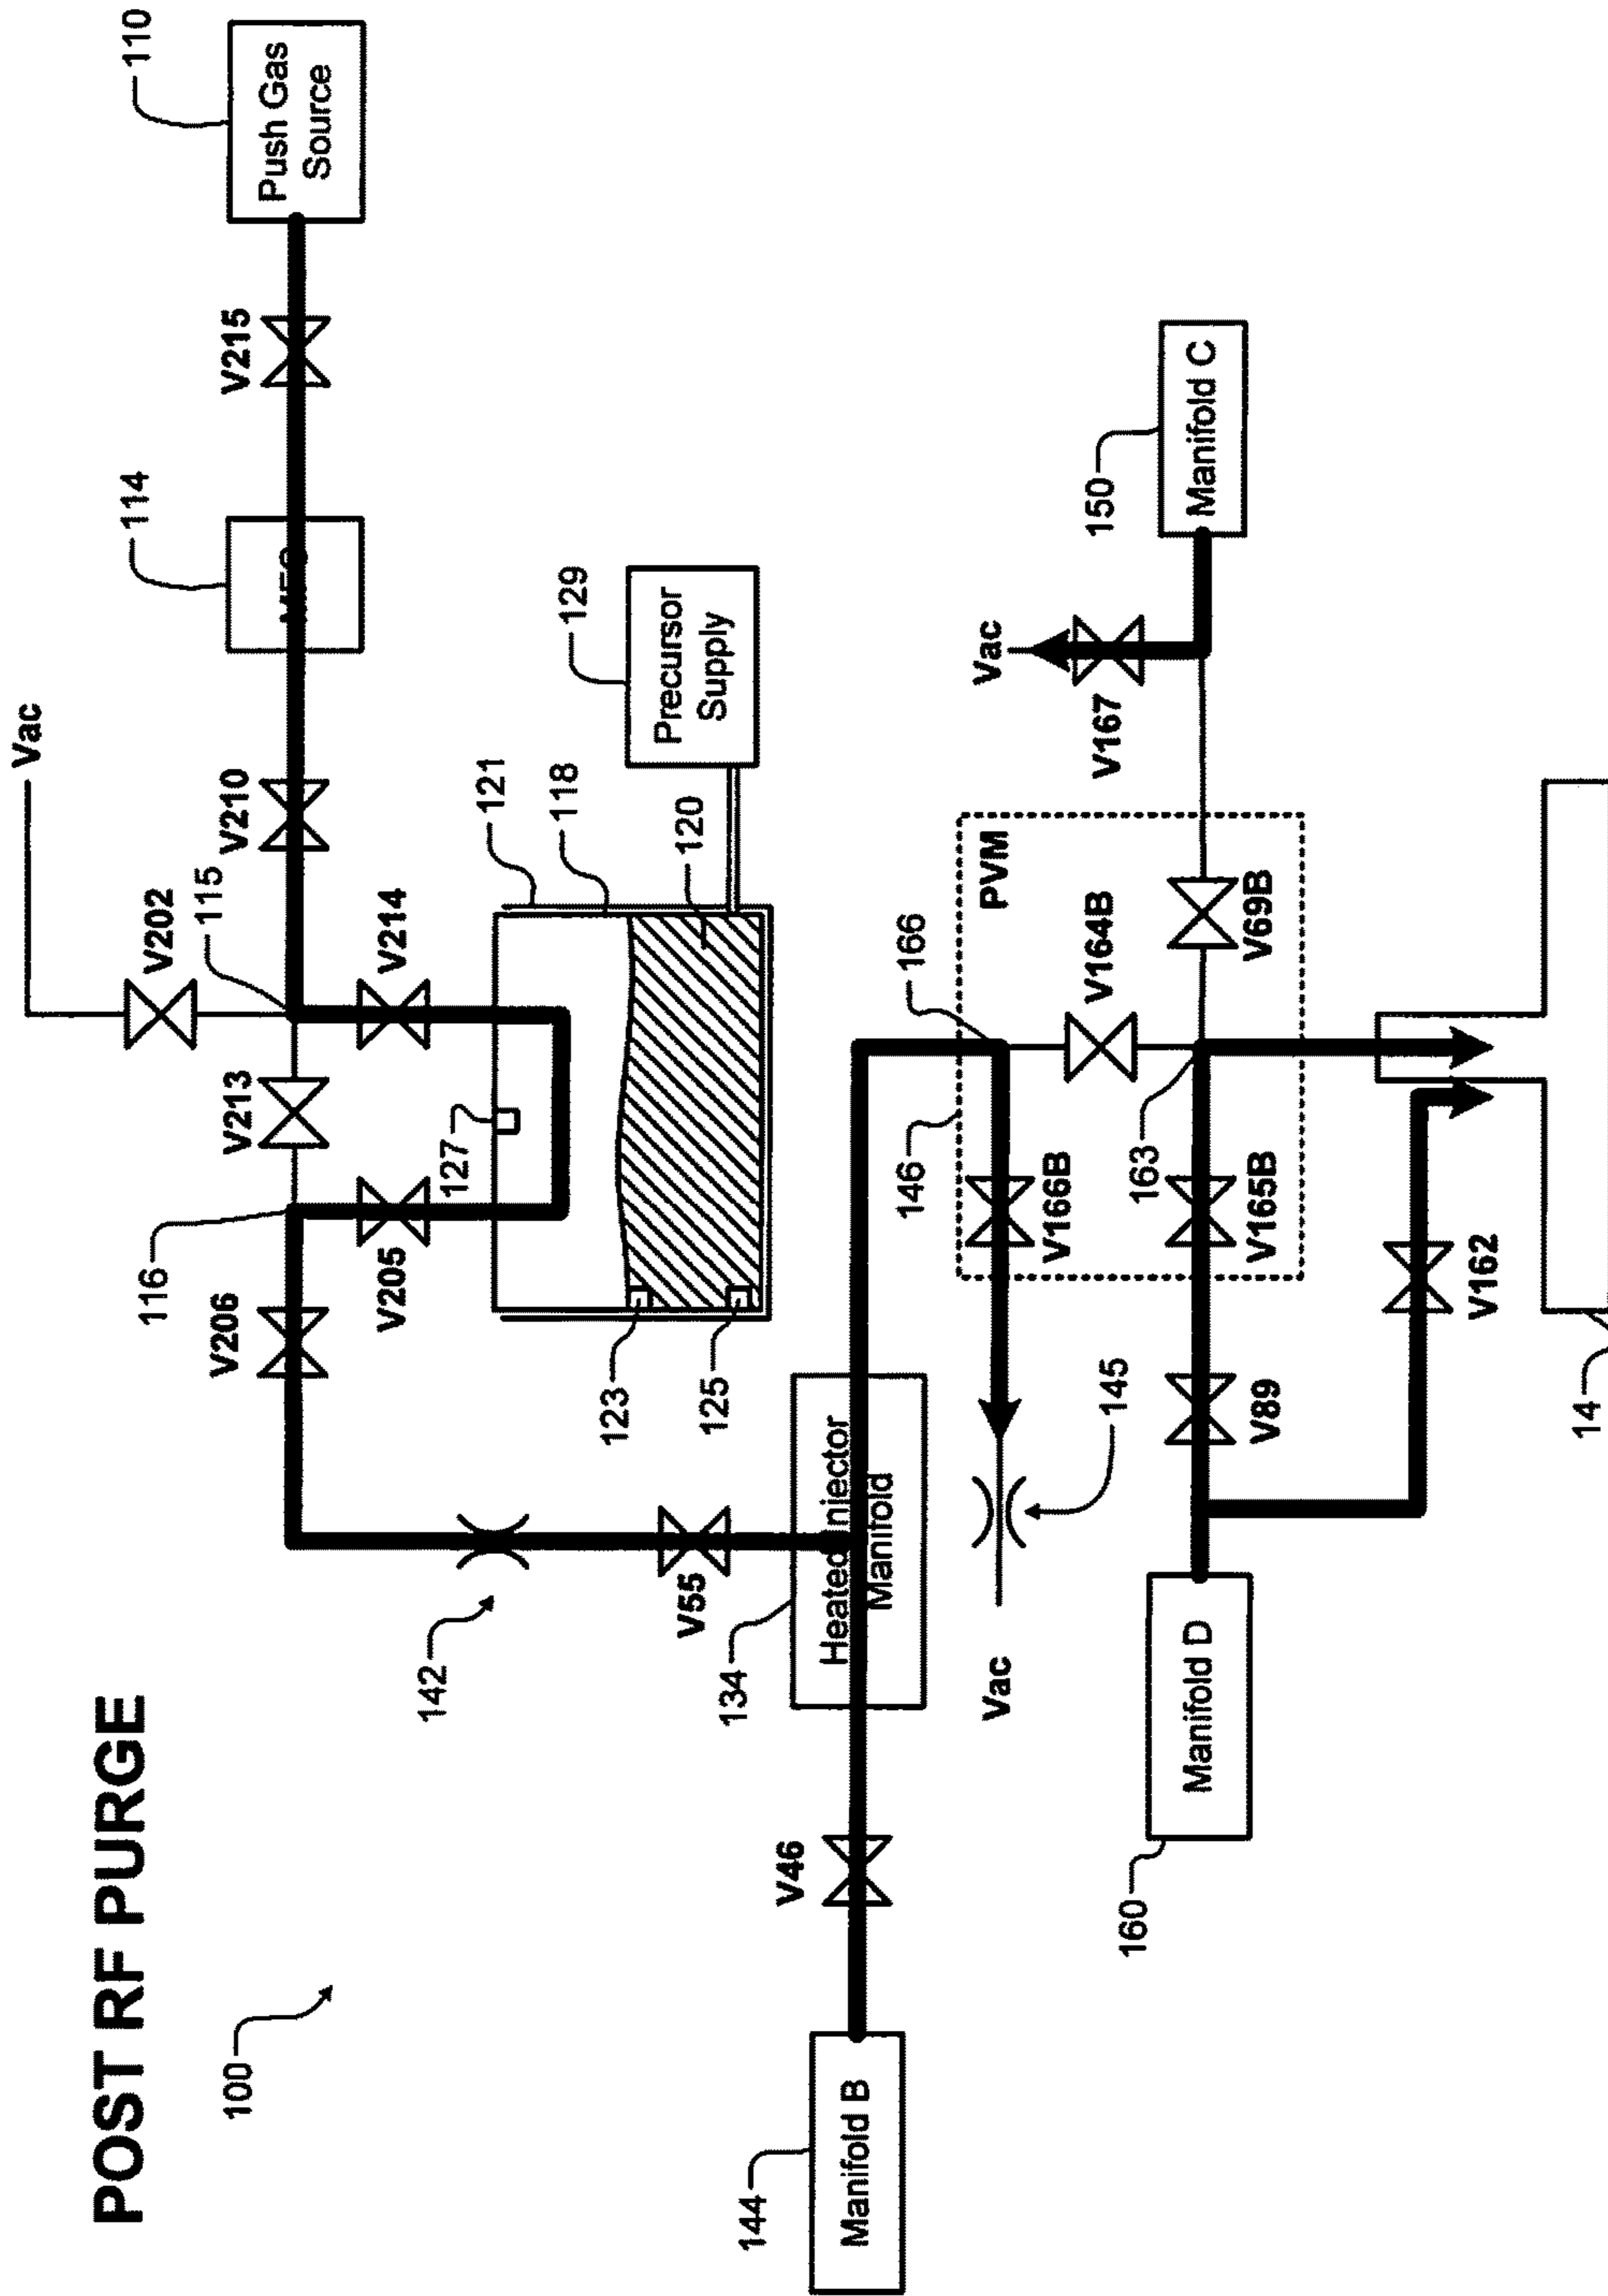 Vac
POST RF PURGE
116
114
110
V202
115
100
V206
V213
V210
V215
Push Gas
Source
V205
V214
142
127
121
118
129
123
Precursor
Supply
120
V55
125
134
144
V46
Heated Injector
Manifold
Manifold B
146
166
Vac
PVM
Vac
V166B
V164B
V167
150
145
160
163
Manifold D
Manifold C
V89
V165B
V69B
V162
14